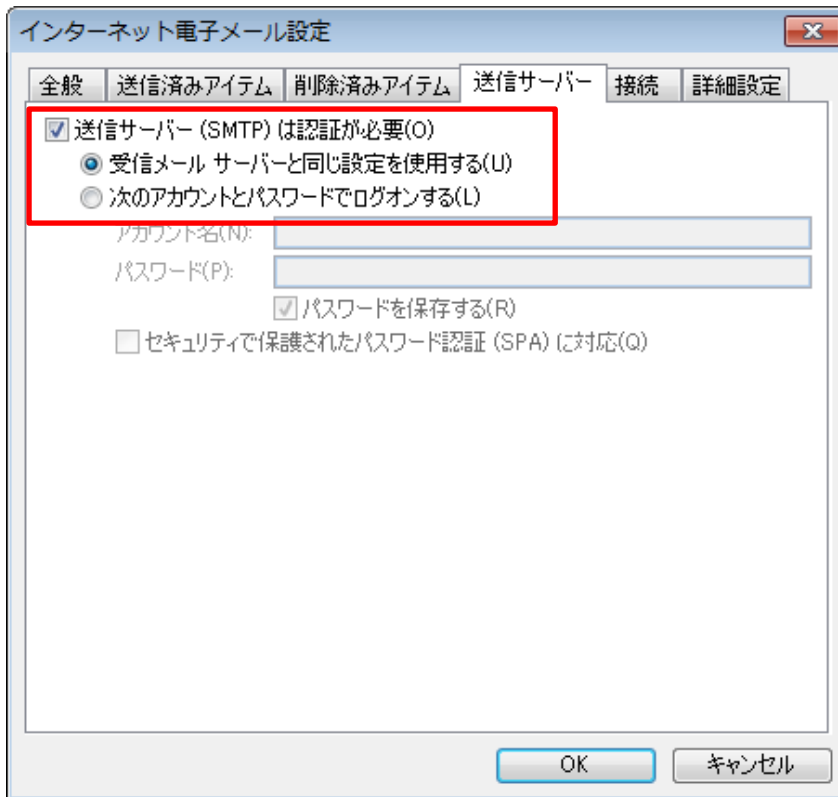 インターネット電子メール設定
全般 送信済みアイテム 削除済みアイテム 送信サーバー 接続 詳細設定
送信サーバー (SMTP) は認証が必要(O)
受信メール サーバーと同じ設定を使用する(U)
次のアカウントとパスワードでログオンする(L)
アカウント名(N):
パスワード(P):
パスワードを保存する(R)
セキュリティで保護されたパスワード認証 (SPA) に対応(Q)
OK キャンセル